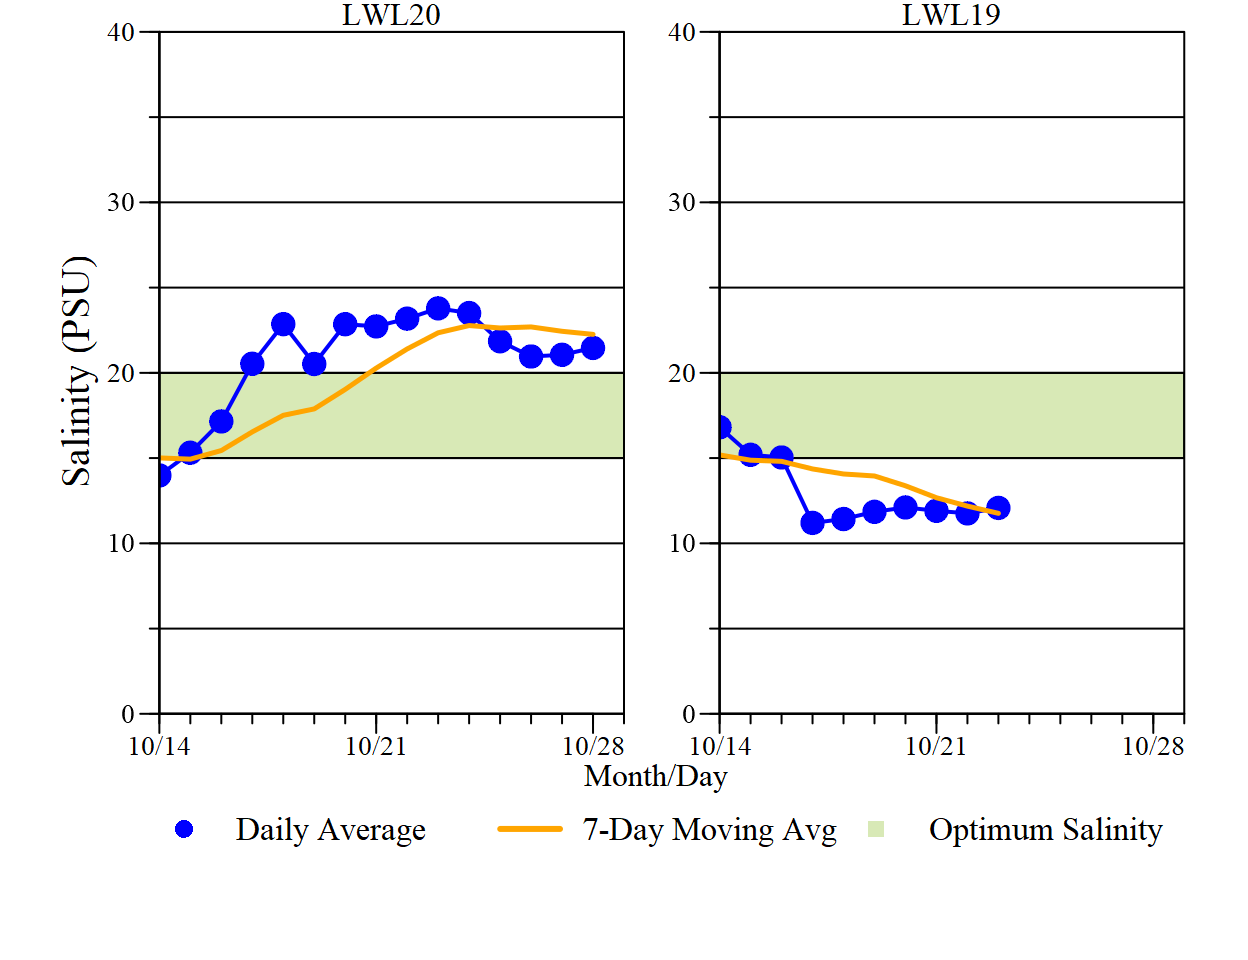 LWL20 LWL19
40 40
30 30
Salinity (PSU)
20 20
10 10
0 0
10/14 10/21 10/28 10/14 10/21 10/28
Month/Day
Daily Average 7-Day Moving Avg Optimum Salinity